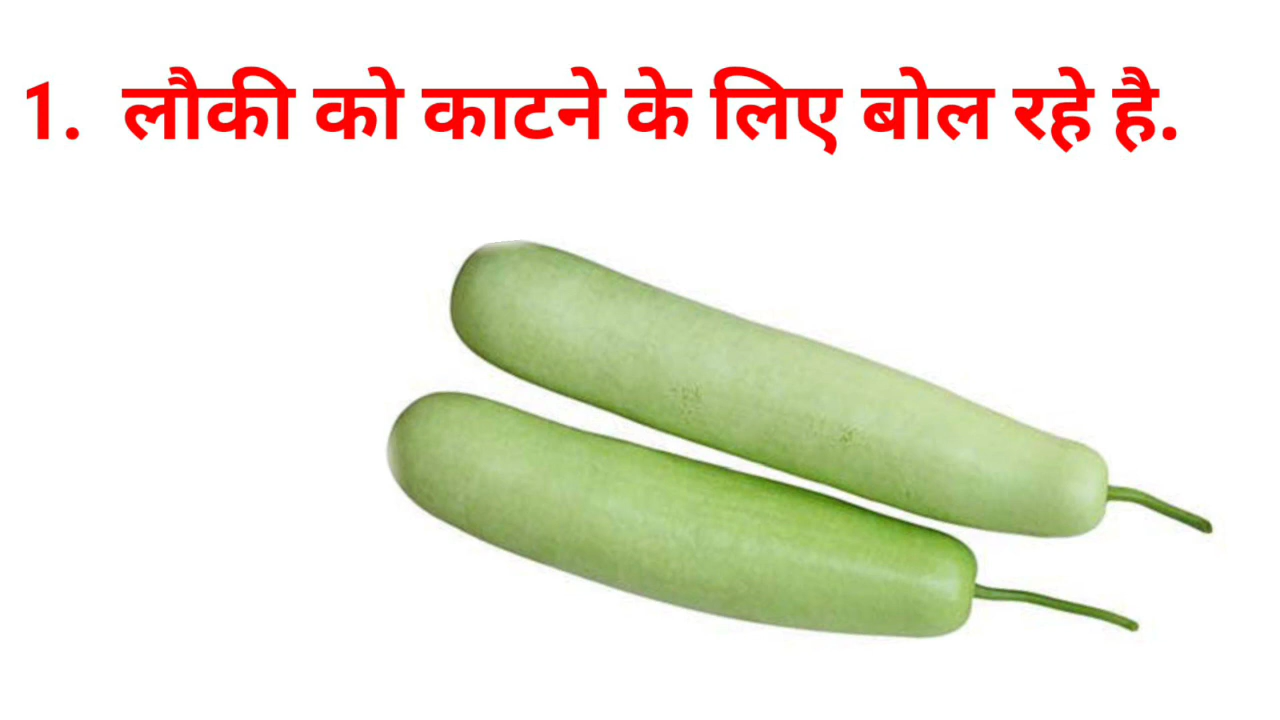 1. लौकी को काटने के लिए बोल रहे है.